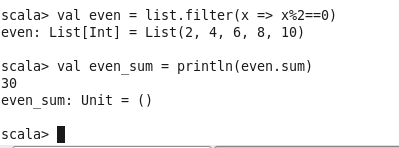 scala> val even = list.filter(x => x%2==0)
even: List[Int] = List(2, 4, 6, 8, 10)
scala> val even_sum = println(even.sum)
30
even_sum: Unit = ()
scala>